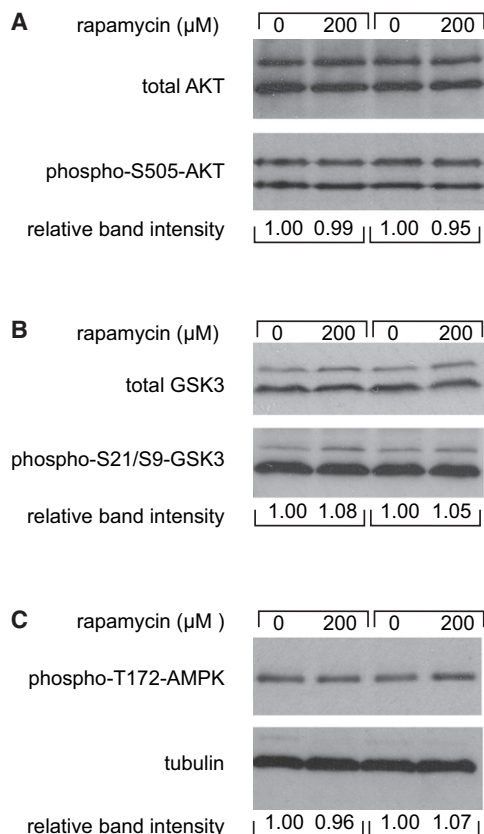 A rapamycin (µM) 0 200 0 200
total AKT
phospho-S505-AKT
relative band intensity 1.00 0.99 1.00 0.95
B rapamycin (µM) 0 200 0 200
total GSK3
phospho-S21/S9-GSK3
relative band intensity 1.00 1.08 1.00 1.05
C rapamycin (µM ) 0 200 0 200
phospho-T172-AMPK
tubulin
relative band intensity 1.00 0.96 1.00 1.07